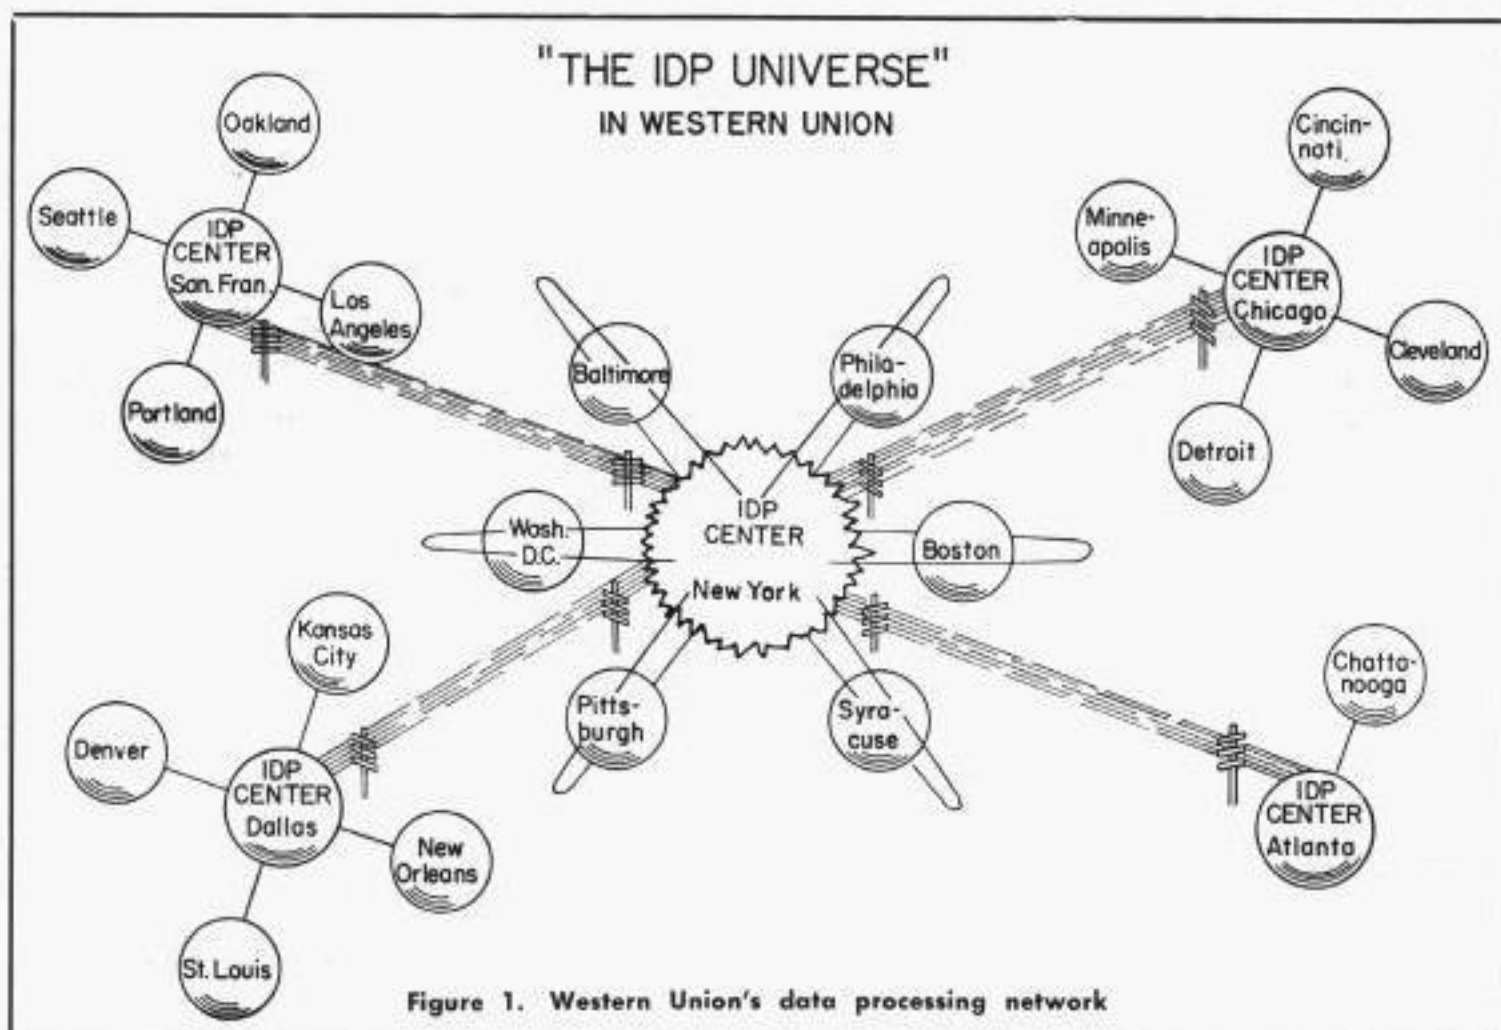 "THE IDP UNIVERSE"
IN WESTERN UNION
Oakland
Seattle
IDP
CENTER
San. Fran.
Los
Angeles
Portland
Cincin-
nati.
Minne-
apolis
IDP
CENTER
Chicago
Cleveland
Detroit
Baltimore
Phila-
delphia
Wash.
D.C.
IDP
CENTER
New York
Boston
Pitts-
burgh
Syra-
cuse
Kansas
City
Denver
IDP
CENTER
Dallas
New
Orleans
St. Louis
Chatta-
nooga
IDP
CENTER
Atlanta
Figure 1. Western Union's data processing network